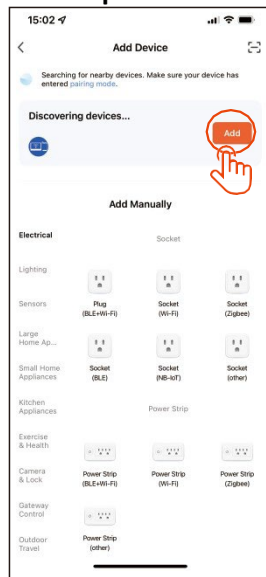 15:02
Add Device
Searching for nearby devices. Make sure your device has
entered pairing mode.
Discovering devices...
Add
Add Manually
Electrical
Socket
Lighting
Sensors
Plug
(BLE+Wi-Fi)
Socket
(Wi-Fi)
Socket
(Zigbee)
Large
Home Ap...
Small Home
Appliances
Socket
(BLE)
Socket
(NB-IoT)
Socket
(other)
Kitchen
Appliances
Power Strip
Exercise
& Health
Camera
& Lock
Power Strip
(BLE+Wi-Fi)
Power Strip
(Wi-Fi)
Power Strip
(Zigbee)
Gateway
Control
Outdoor
Travel
Power Strip
(other)